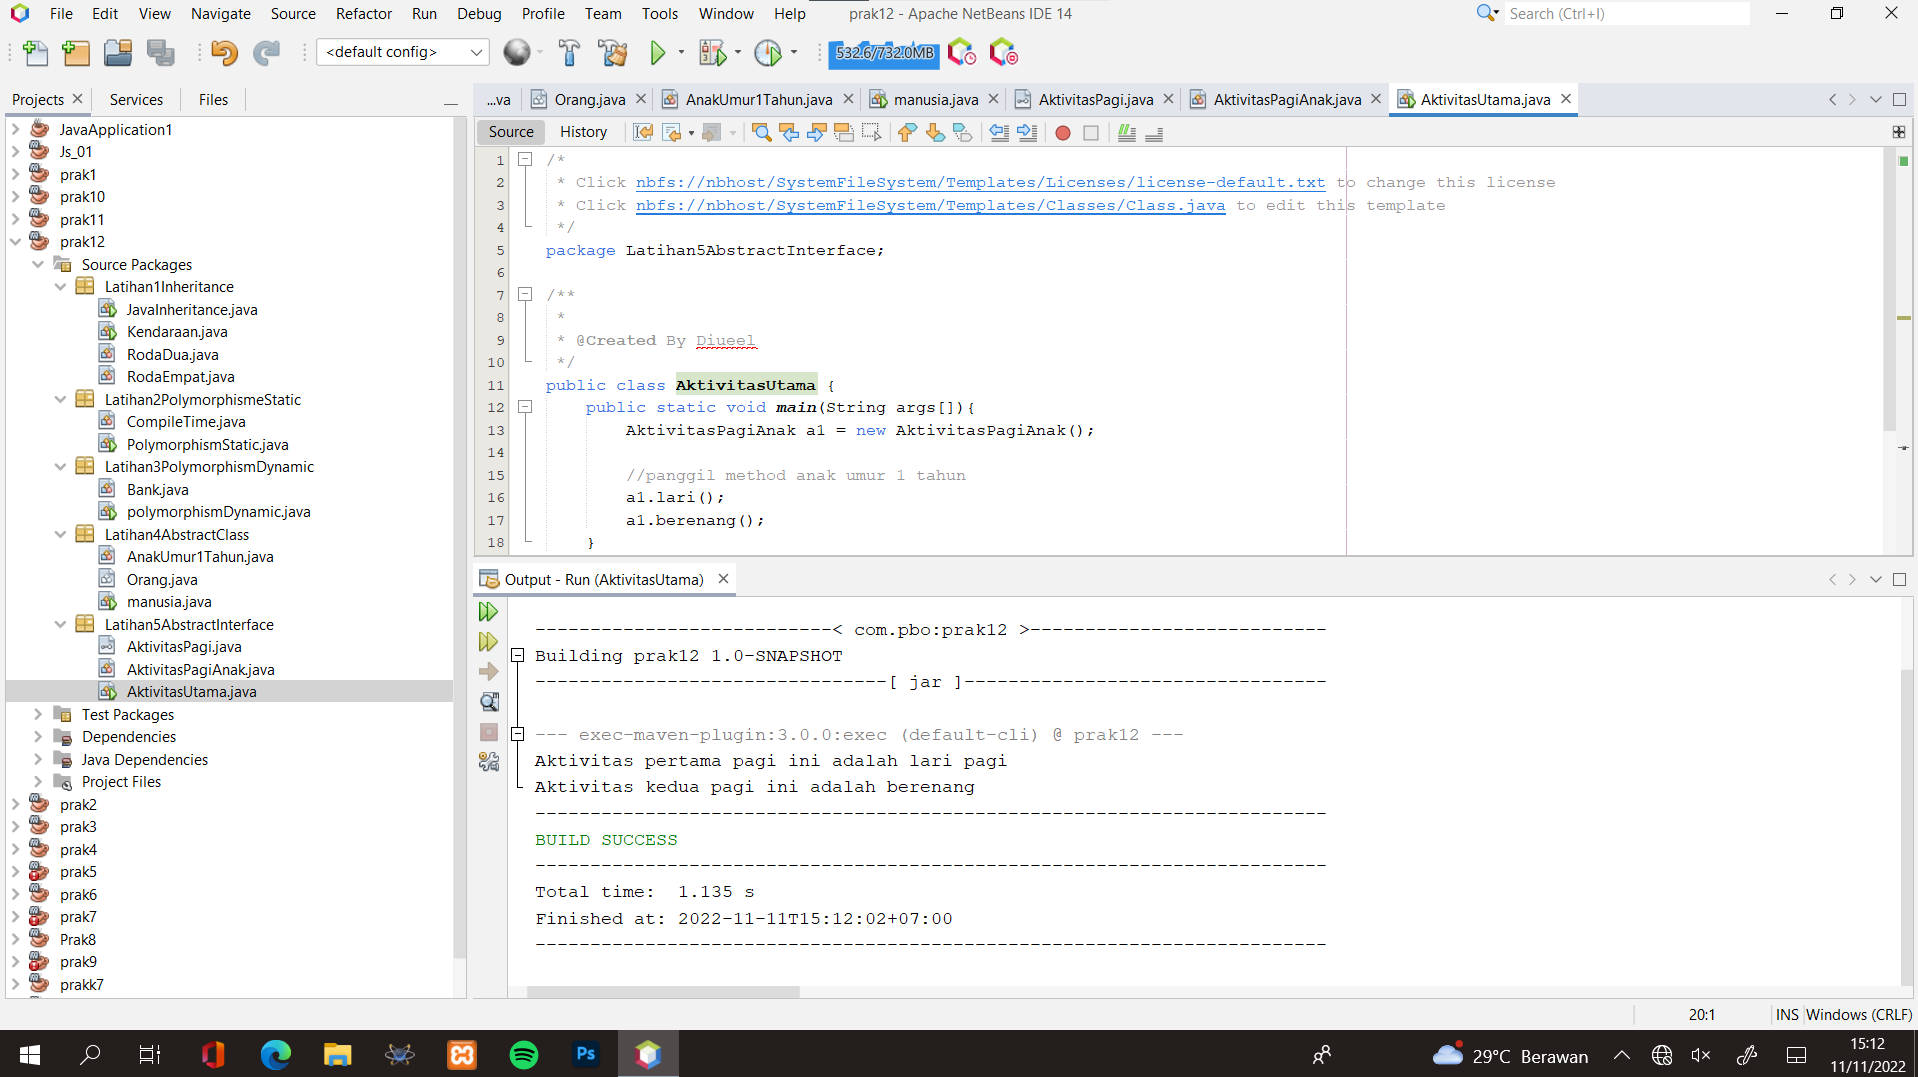 File Edit View Navigate Source Refactor Run Debug Profile Team Tools Window Help prak12 - Apache NetBeans IDE 14 Search (Ctrl+I)
<default config> 532.6/732.0MB
Projects Services Files
...va Orang.java AnakUmur1Tahun.java manusia.java AktivitasPagi.java AktivitasPagiAnak.java AktivitasUtama.java
Source History
JavaApplication1
Js_01
prak1
prak10
prak11
prak12
Source Packages
Latihan1Inheritance
JavaInheritance.java
Kendaraan.java
RodaDua.java
RodaEmpat.java
Latihan2PolymorphismeStatic
CompileTime.java
PolymorphismStatic.java
Latihan3PolymorphismDynamic
Bank.java
polymorphismDynamic.java
Latihan4AbstractClass
AnakUmur1Tahun.java
Orang.java
manusia.java
Latihan5AbstractInterface
AktivitasPagi.java
AktivitasPagiAnak.java
AktivitasUtama.java
Test Packages
Dependencies
Java Dependencies
Project Files
prak2
prak3
prak4
prak5
prak6
prak7
Prak8
prak9
prakk7
1 /*
2 * Click nbfs://nbhost/SystemFileSystem/Templates/Licenses/license-default.txt to change this license
3 * Click nbfs://nbhost/SystemFileSystem/Templates/Classes/Class.java to edit this template
4 */
5 package Latihan5AbstractInterface;
6
7 /**
8 *
9 * @Created By Diueel
10 */
11 public class AktivitasUtama {
12 public static void main(String args[]){
13 AktivitasPagiAnak a1 = new AktivitasPagiAnak();
14
15 //panggil method anak umur 1 tahun
16 a1.lari();
17 a1.berenang();
18 }
Output - Run (AktivitasUtama)
---------------------------< com.pbo:prak12 >---------------------------
Building prak12 1.0-SNAPSHOT
--------------------------------[ jar ]---------------------------------
--- exec-maven-plugin:3.0.0:exec (default-cli) @ prak12 ---
Aktivitas pertama pagi ini adalah lari pagi
Aktivitas kedua pagi ini adalah berenang
------------------------------------------------------------------------
BUILD SUCCESS
------------------------------------------------------------------------
Total time:  1.135 s
Finished at: 2022-11-11T15:12:02+07:00
------------------------------------------------------------------------
20:1 INS Windows (CRLF)
Ps 29°C Berawan 15:12
11/11/2022